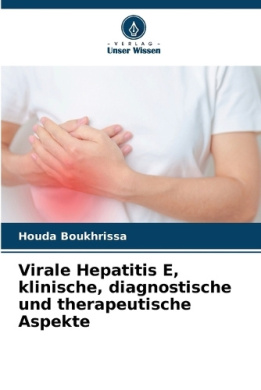 VERLAG
Unser Wissen
Houda Boukhrissa
Virale Hepatitis E,
klinische, diagnostische
und therapeutische
Aspekte